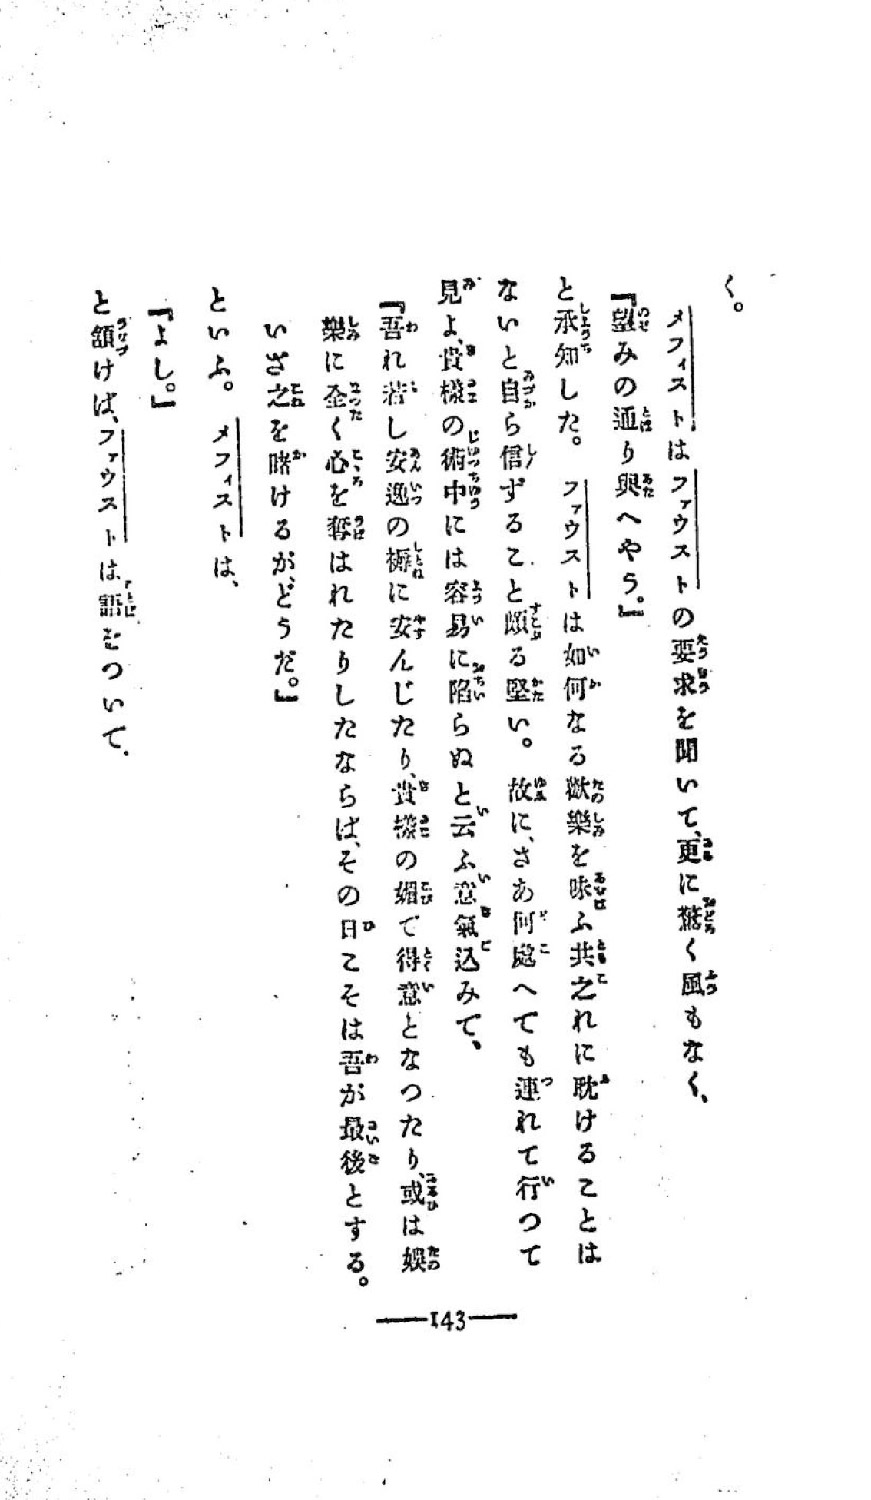 く。
メフィストはファウストの要求を聞いて、更に驚く風もなく、
『望みの通り與へやう。』
と承知した。ファウストは如何なる歡樂を味ふ共之れに耽けることは
ないと自ら信ずること頗る堅い。故に、さあ何處へても連れて行つて
見よ、貴樣の術中には容易に陷らぬと云ふ意氣込みて、
『吾れ若し安逸の褥に安んじたり、貴樣の媚で得意となつたり、或は娯
樂に全く心を奪はれたりしたならば、その日こそは吾が最後とする。
いざ之を賭けるが、どうだ。』
といふ。メフィストは、
『よし。』
と頷けば、ファウストは語をついて、
143